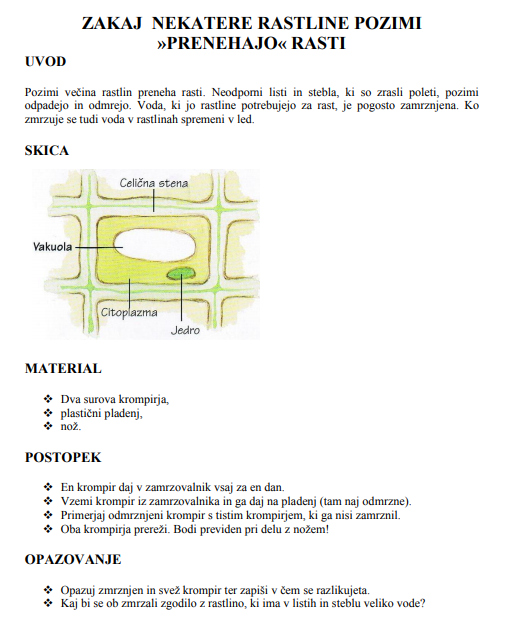 ZAKAJ NEKATERE RASTLINE POZIMI
»PRENEHAJO« RASTI
UVOD
Pozimi večina rastlin preneha rasti. Neodporni listi in stebla, ki so zrasli poleti, pozimi
odpadejo in odmrejo. Voda, ki jo rastline potrebujejo za rast, je pogosto zamrznjena. Ko
zmrzuje se tudi voda v rastlinah spremeni v led.
SKICA
Celična stena
Vakuola
Citoplazma
Jedro
MATERIAL
❖ Dva surova krompirja,
❖ plastični pladenj,
❖ nož.
POSTOPEK
❖ En krompir daj v zamrzovalnik vsaj za en dan.
❖ Vzemi krompir iz zamrzovalnika in ga daj na pladenj (tam naj odmrzne).
❖ Primerjaj odmrznjeni krompir s tistim krompirjem, ki ga nisi zamrznil.
❖ Oba krompirja prereži. Bodi previden pri delu z nožem!
OPAZOVANJE
❖ Opazuj zmrznjen in svež krompir ter zapiši v čem se razlikujeta.
❖ Kaj bi se ob zmrzali zgodilo z rastlino, ki ima v listih in steblu veliko vode?